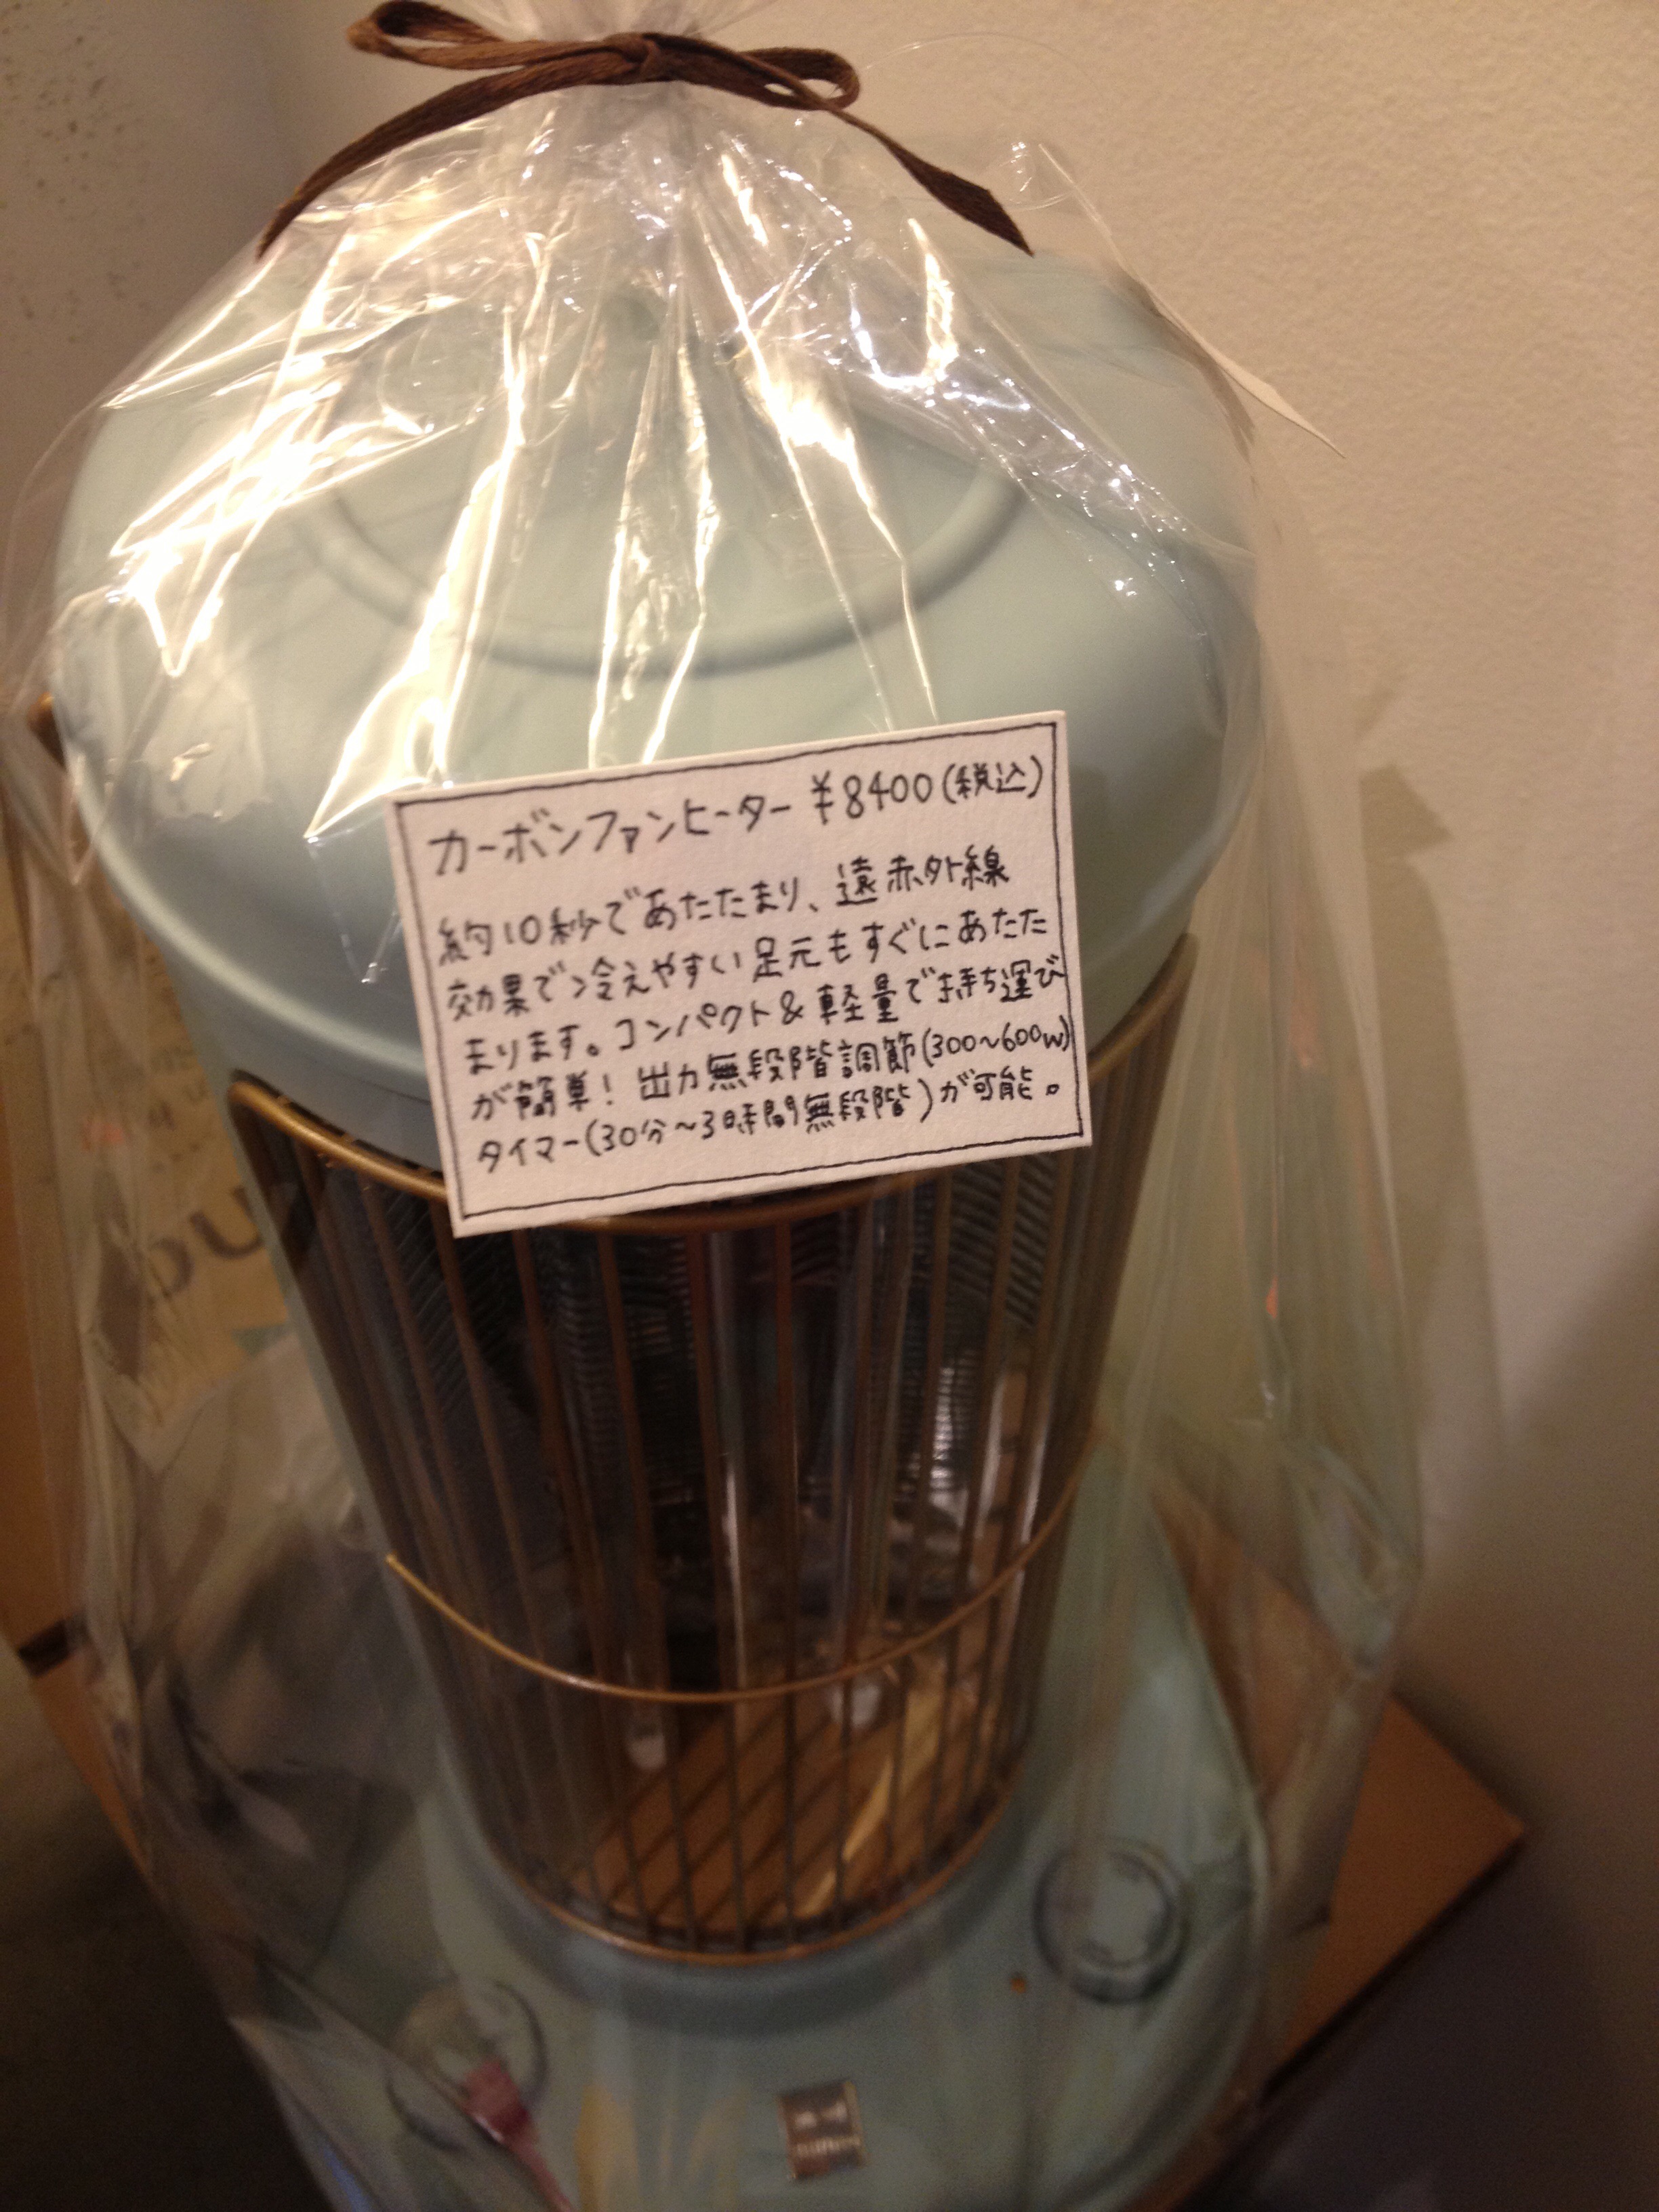 カーボンファンヒーター ¥8400(税込)
約10秒であたたまり、遠赤外線
効果で冷えやすい足元もすぐにあたた
まります。コンパクト&軽量で持ち運び
が簡単！出力無段階調節(300~600w)
タイマー(30分~3時間無段階)が可能。